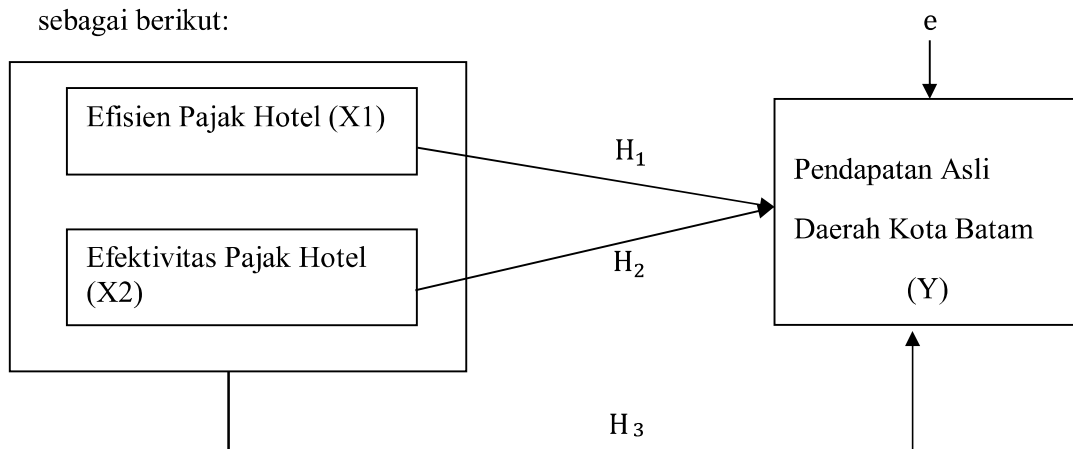 sebagai berikut:
e
Efisien Pajak Hotel (X1)
H₁
Pendapatan Asli
Daerah Kota Batam
(Y)
Efektivitas Pajak Hotel
(X2)
H₂
H₃